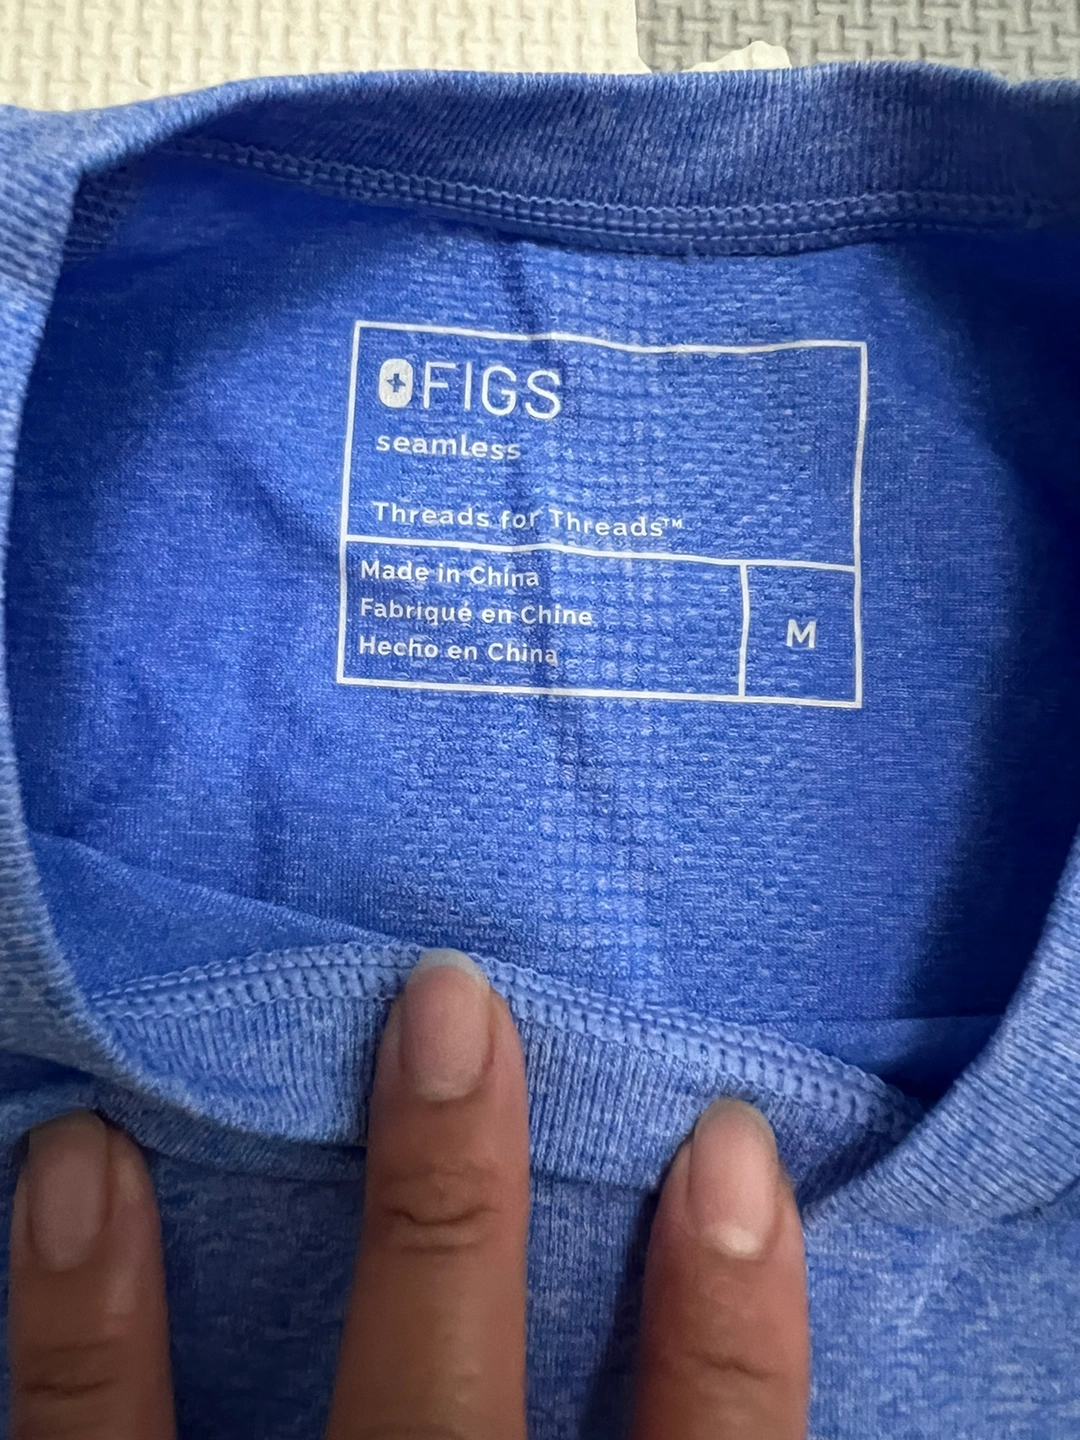 FIGS
seamless
Threads for Threads™
Made in China
Fabriqué en Chine
Hecho en China
M